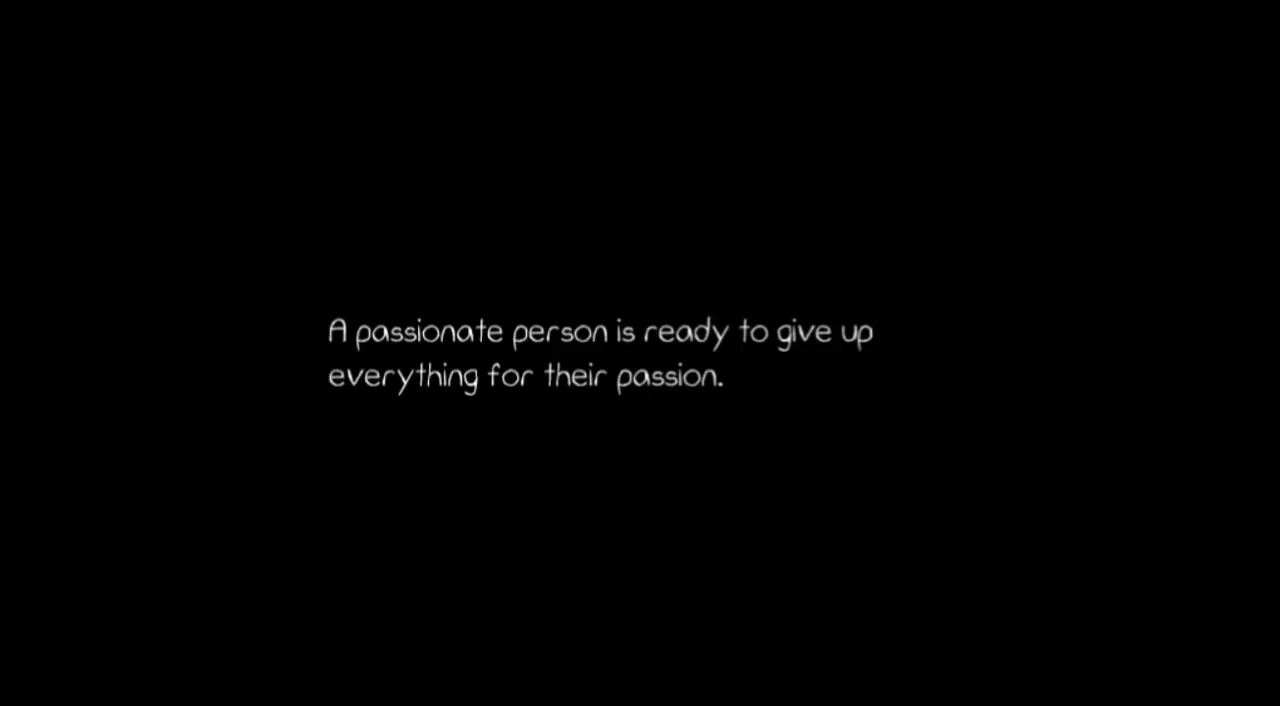 A passionate person is ready to give up
everything for their passion.